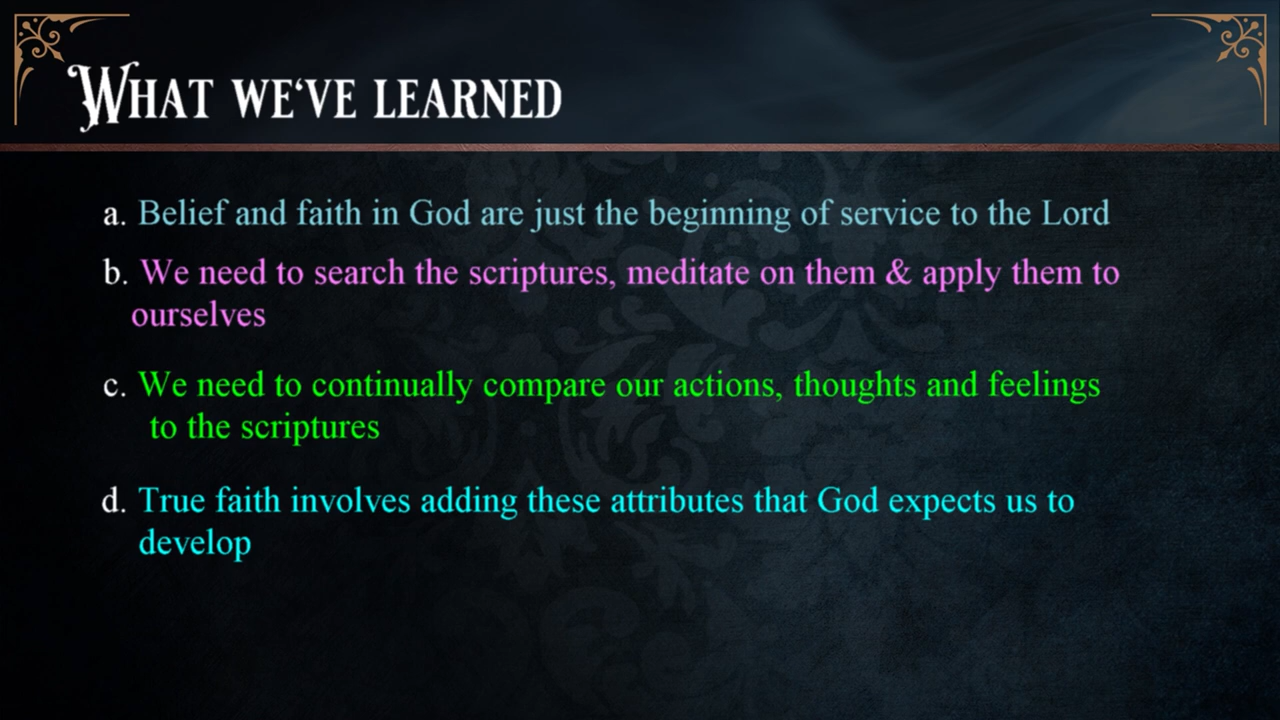 What we‘ve learned
a. Belief and faith in God are just the beginning of service to the Lord
b. We need to search the scriptures, meditate on them & apply them to
ourselves
c. We need to continually compare our actions, thoughts and feelings
to the scriptures
d. True faith involves adding these attributes that God expects us to
develop